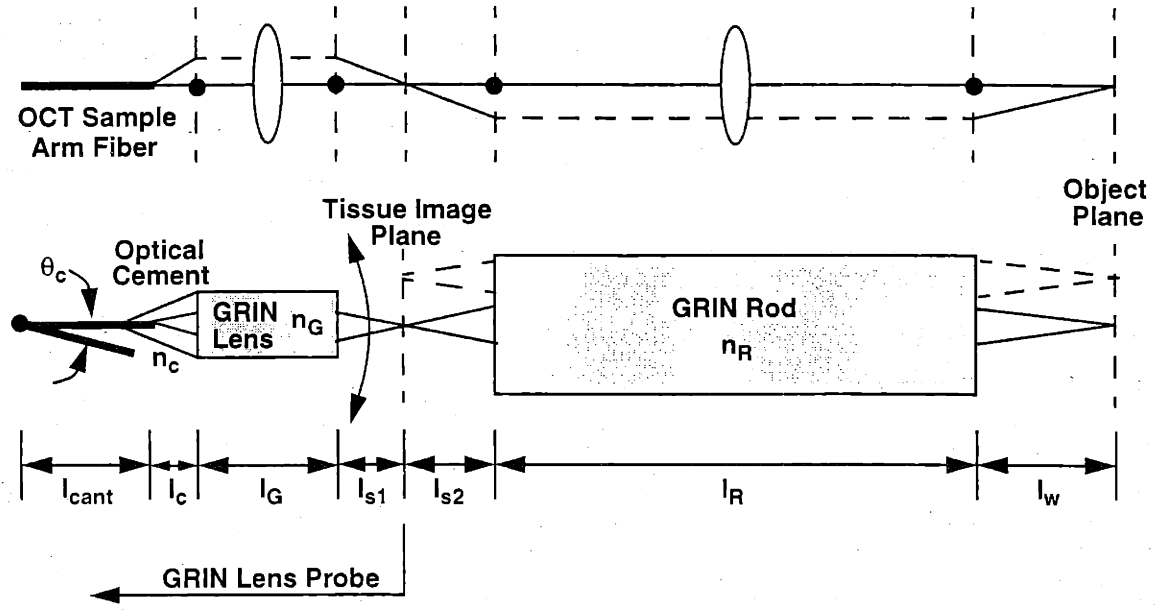 OCT Sample
Arm Fiber
Object
Plane
Tissue Image
Plane
Optical
Cement
θc
GRIN
Lens
nG
GRIN Rod
nR
nc
lcant
lc
lG
ls1
ls2
lR
lw
GRIN Lens Probe